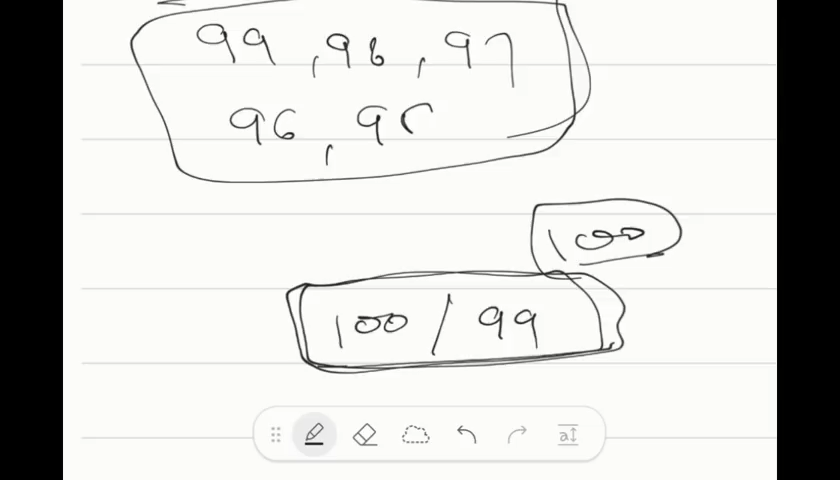 99 , 98 , 97
96 , 95
100
100 / 99
a